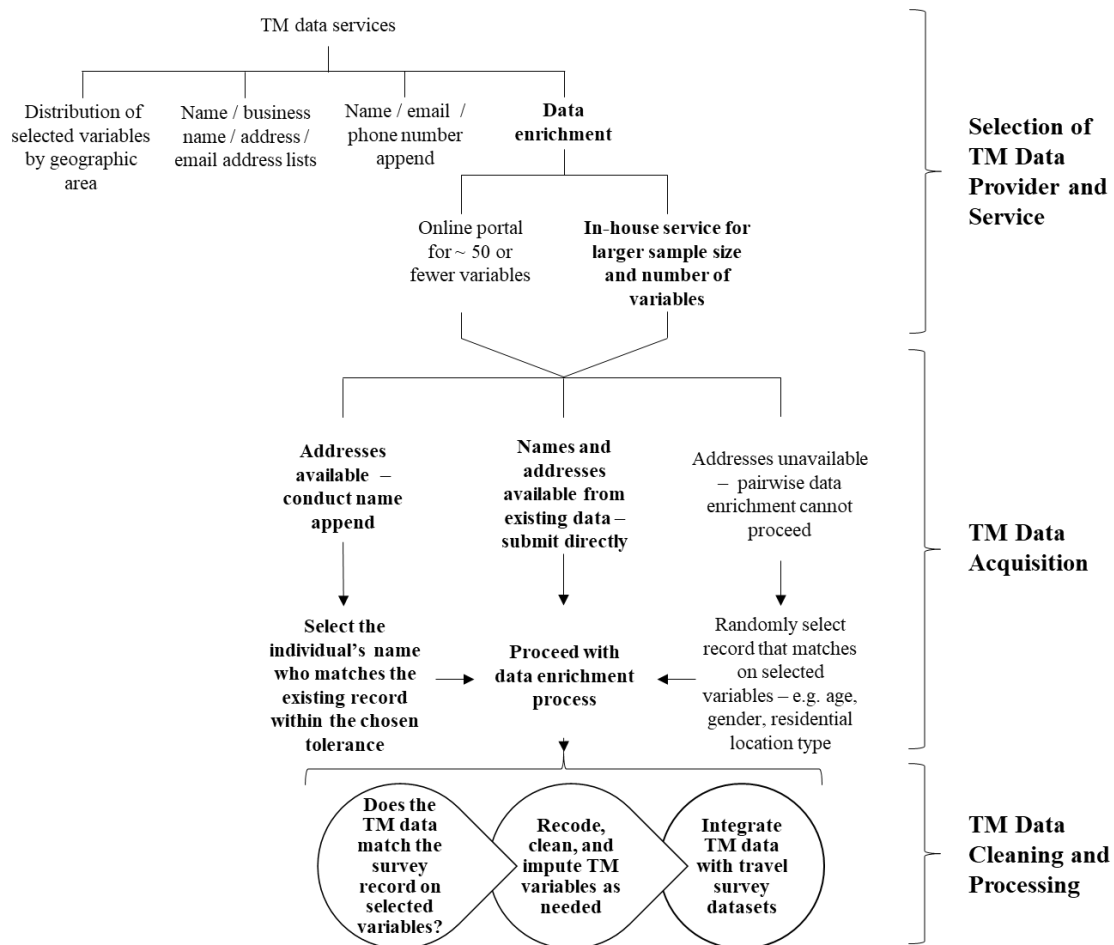 TM data services
Distribution of
selected variables
by geographic
area
Name / business
name / address /
email address lists
Name / email /
phone number
append
Data
enrichment
Online portal
for ~ 50 or
fewer variables
In-house service for
larger sample size
and number of
variables
Selection of
TM Data
Provider and
Service
Addresses
available –
conduct name
append
Names and
addresses
available from
existing data –
submit directly
Addresses unavailable
– pairwise data
enrichment cannot
proceed
Select the
individual's name
who matches the
existing record
within the chosen
tolerance
Proceed with
data enrichment
process
Randomly select
record that matches
on selected
variables – e.g. age,
gender, residential
location type
TM Data
Acquisition
Does the
TM data
match the
survey
record on
selected
variables?
Recode,
clean, and
impute TM
variables as
needed
Integrate
TM data
with travel
survey
datasets
TM Data
Cleaning and
Processing